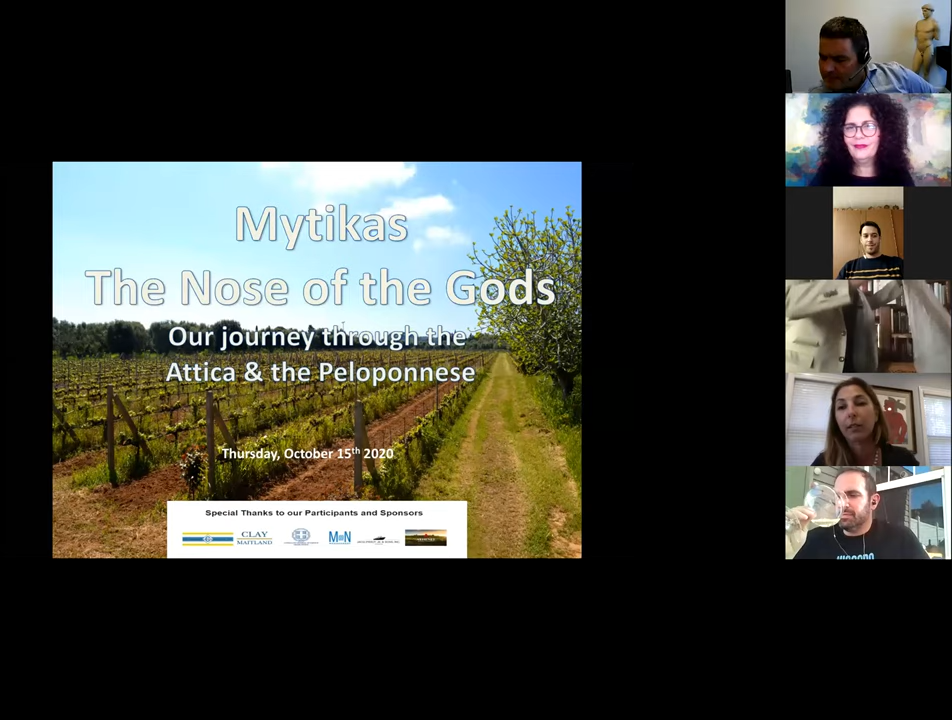 Mytikas
The Nose of the Gods
Our journey through the
Attica & the Peloponnese
Thursday, October 15th 2020
Special Thanks to our Participants and Sponsors
CLAY
MAITLAND